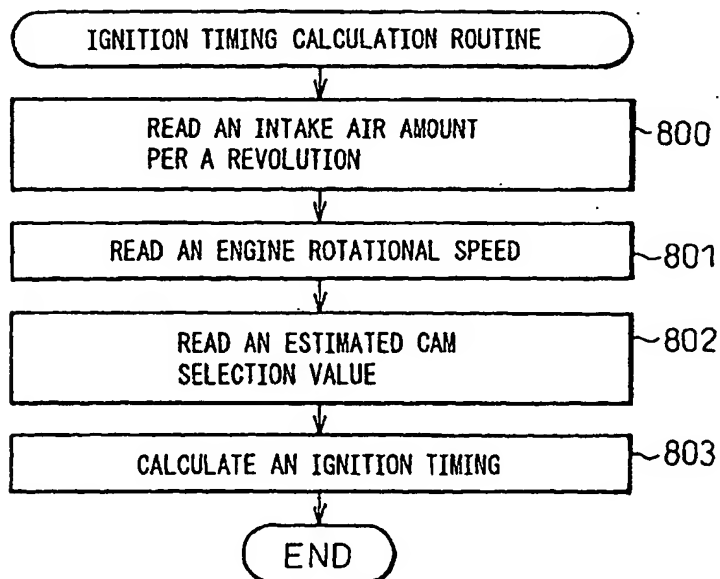 IGNITION TIMING CALCULATION ROUTINE
READ AN INTAKE AIR AMOUNT
PER A REVOLUTION
800
READ AN ENGINE ROTATIONAL SPEED
801
READ AN ESTIMATED CAM
SELECTION VALUE
802
CALCULATE AN IGNITION TIMING
803
END